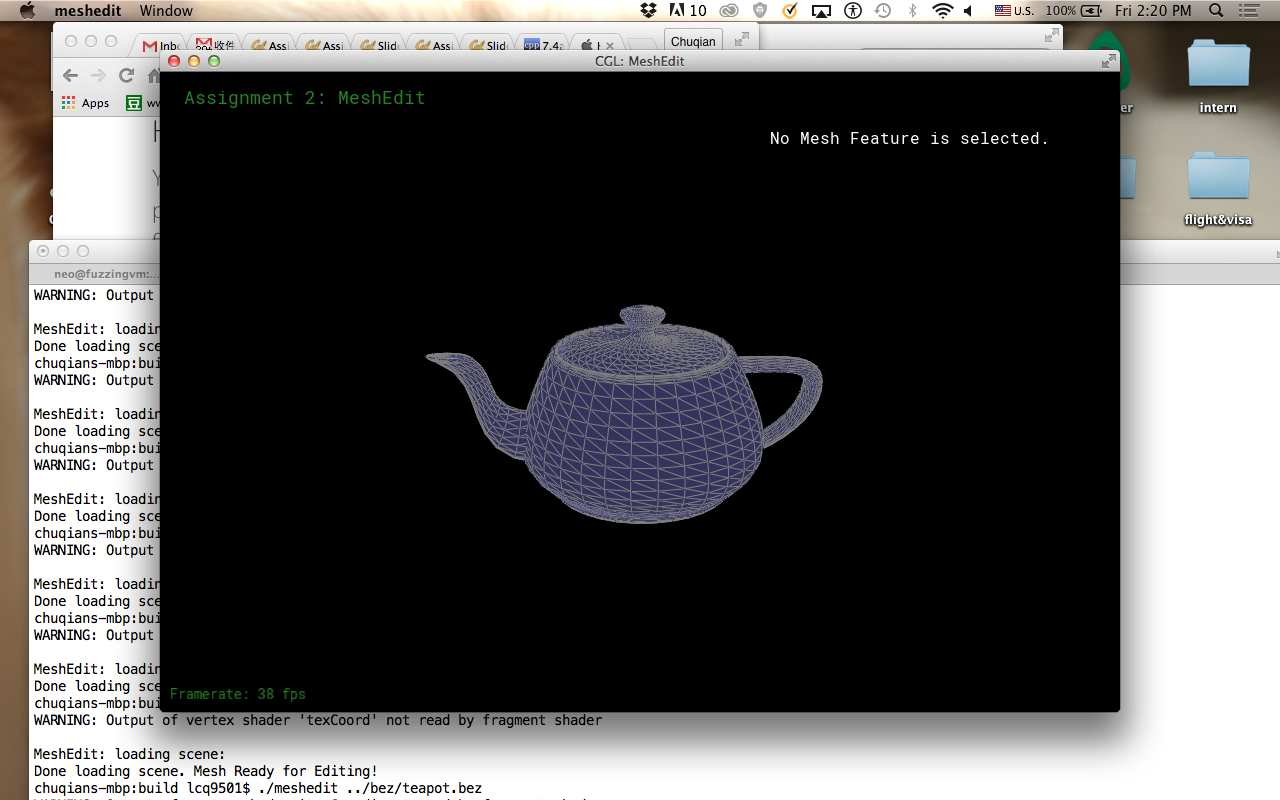 meshedit Window 10 U.S. 100% Fri 2:20 PM
收件 Assi Assi Slid Assi Slid 7.4 Chuqian
CGL: MeshEdit
Apps
Assignment 2: MeshEdit
No Mesh Feature is selected.
intern
flight&visa
neo@fuzzingvm:...
WARNING: Output
MeshEdit: loadin
Done loading sce
chuqians-mbp:bui
WARNING: Output
MeshEdit: loadin
Done loading sce
chuqians-mbp:bui
WARNING: Output
MeshEdit: loadin
Done loading sce
chuqians-mbp:bui
WARNING: Output
MeshEdit: loadin
Done loading sce
chuqians-mbp:bui
WARNING: Output
MeshEdit: loadin
Done loading sce
chuqians-mbp:bui
Framerate: 38 fps
WARNING: Output of vertex shader 'texCoord' not read by fragment shader
MeshEdit: loading scene:
Done loading scene. Mesh Ready for Editing!
chuqians-mbp:build lcq9501$ ./meshedit ../bez/teapot.bez